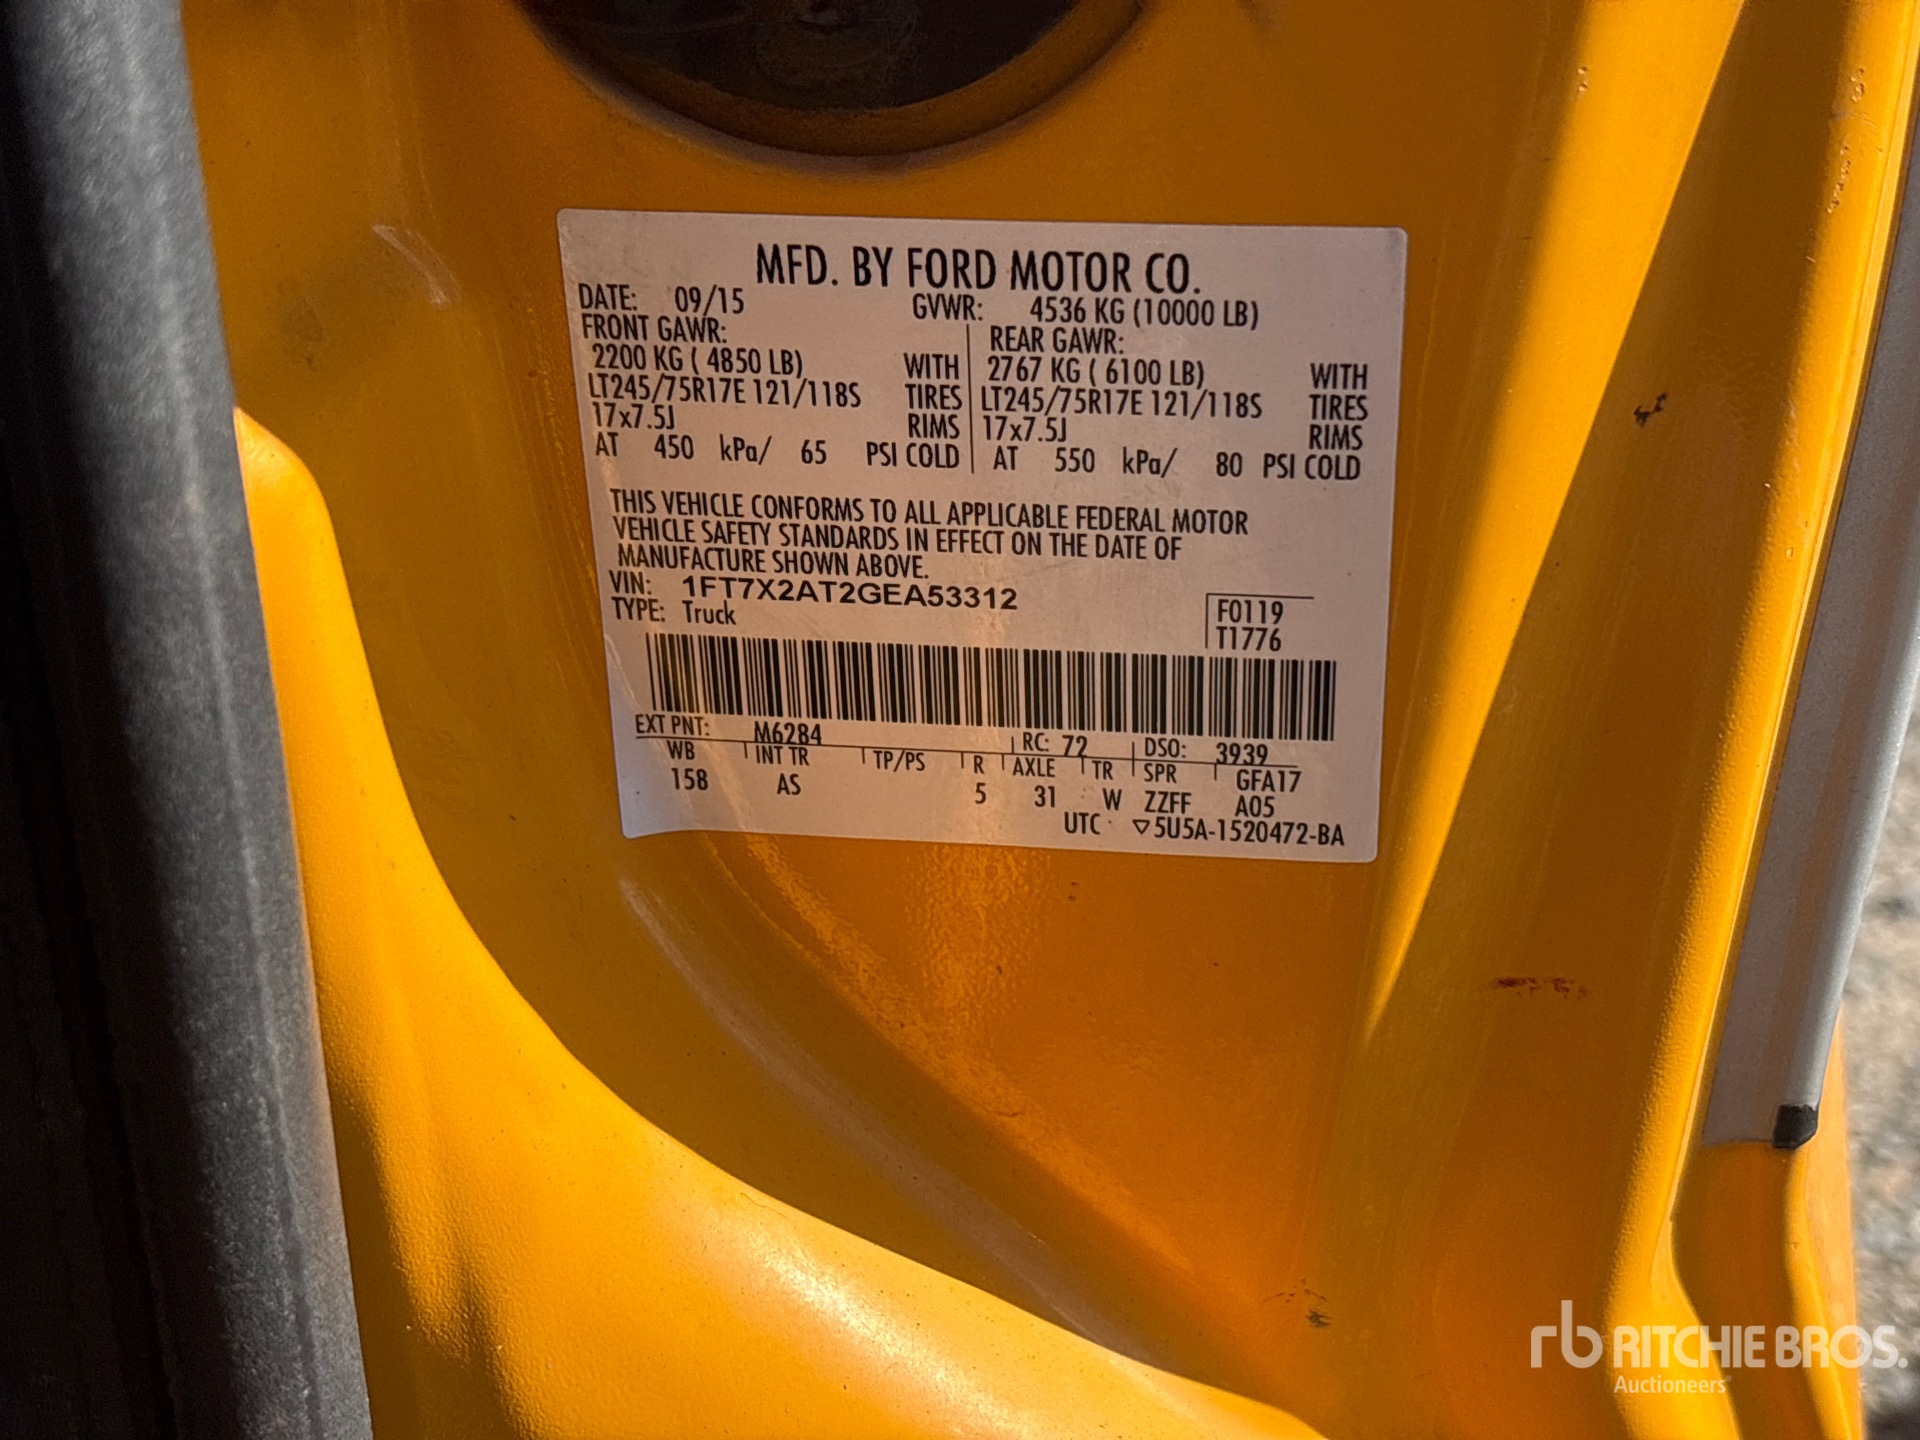 MFD. BY FORD MOTOR CO.
DATE: 09/15 GVWR: 4536 KG (10000 LB)
FRONT GAWR: REAR GAWR:
2200 KG ( 4850 LB) WITH 2767 KG ( 6100 LB) WITH
LT245/75R17E 121/118S TIRES LT245/75R17E 121/118S TIRES
17x7.5J RIMS 17x7.5J RIMS
AT 450 kPa/ 65 PSI COLD AT 550 kPa/ 80 PSI COLD
THIS VEHICLE CONFORMS TO ALL APPLICABLE FEDERAL MOTOR
VEHICLE SAFETY STANDARDS IN EFFECT ON THE DATE OF
MANUFACTURE SHOWN ABOVE.
VIN: 1FT7X2AT2GEA53312
TYPE: Truck
F0119
T1776
EXT PNT: M6284 RC: 72 DSO: 3939
WB INT TR TP/PS R AXLE TR SPR GFA17
158 AS 5 31 W ZZFF A05
UTC ▽5U5A-1520472-BA
rb RITCHIE BROS.
Auctioneers